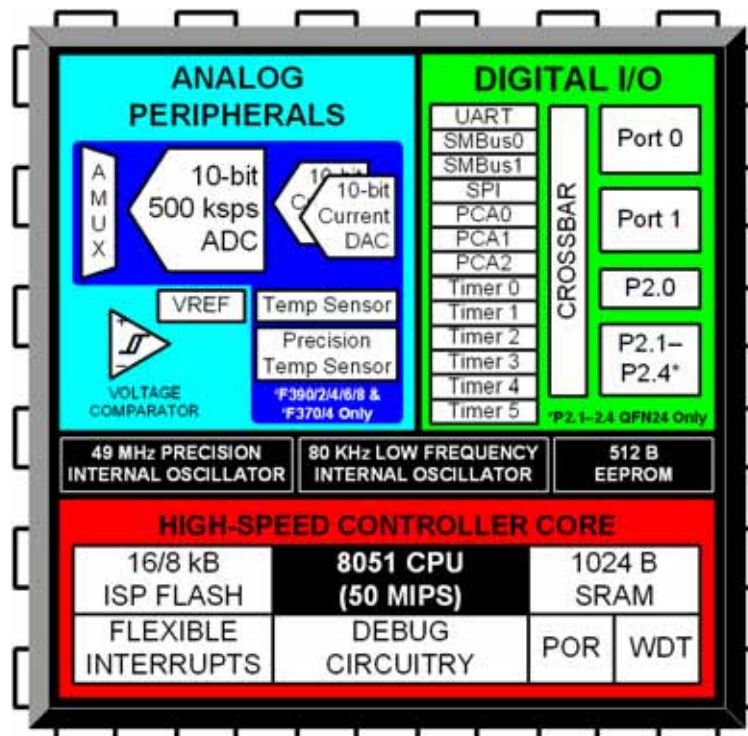 ANALOG
PERIPHERALS
AMUX
10-bit
500 ksps
ADC
10-bit
C
10-bit
Current
DAC
VREF
Temp Sensor
Precision
Temp Sensor
+
-
VOLTAGE
COMPARATOR
'F390/2/4/6/8 &
'F370/4 Only
DIGITAL I/O
UART
SMBus0
SMBus1
SPI
PCA0
PCA1
PCA2
Timer 0
Timer 1
Timer 2
Timer 3
Timer 4
Timer 5
CROSSBAR
Port 0
Port 1
P2.0
P2.1–
P2.4*
*P2.1–2.4 QFN24 Only
49 MHz PRECISION
INTERNAL OSCILLATOR
80 KHz LOW FREQUENCY
INTERNAL OSCILLATOR
512 B
EEPROM
HIGH-SPEED CONTROLLER CORE
16/8 kB
ISP FLASH
8051 CPU
(50 MIPS)
1024 B
SRAM
FLEXIBLE
INTERRUPTS
DEBUG
CIRCUITRY
POR
WDT